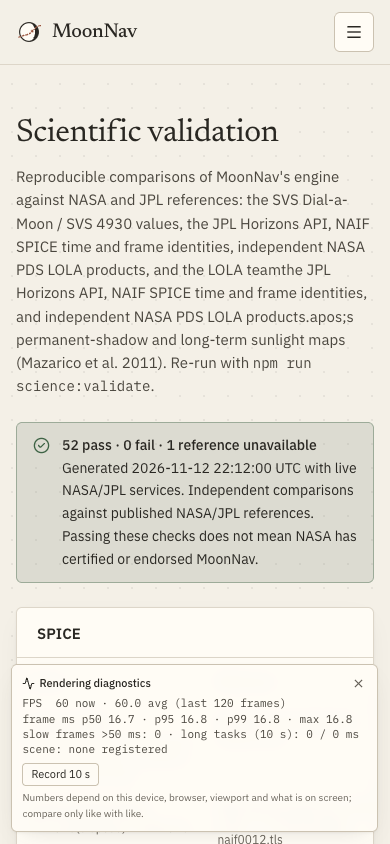 MoonNav
Scientific validation
Reproducible comparisons of MoonNav's engine
against NASA and JPL references: the SVS Dial-a-
Moon / SVS 4930 values, the JPL Horizons API, NAIF
SPICE time and frame identities, independent NASA
PDS LOLA products, and the LOLA teamthe JPL
Horizons API, NAIF SPICE time and frame identities,
and independent NASA PDS LOLA products.apos;s
permanent-shadow and long-term sunlight maps
(Mazarico et al. 2011). Re-run with npm run
science:validate.
52 pass · 0 fail · 1 reference unavailable
Generated 2026-11-12 22:12:00 UTC with live
NASA/JPL services. Independent comparisons
against published NASA/JPL references.
Passing these checks does not mean NASA has
certified or endorsed MoonNav.
SPICE
Rendering diagnostics
FPS 60 now · 60.0 avg (last 120 frames)
frame ms p50 16.7 · p95 16.8 · p99 16.8 · max 16.8
slow frames >50 ms: 0 · long tasks (10 s): 0 / 0 ms
scene: none registered
Record 10 s
Numbers depend on this device, browser, viewport and what is on screen;
compare only like with like.
naif0012.tls